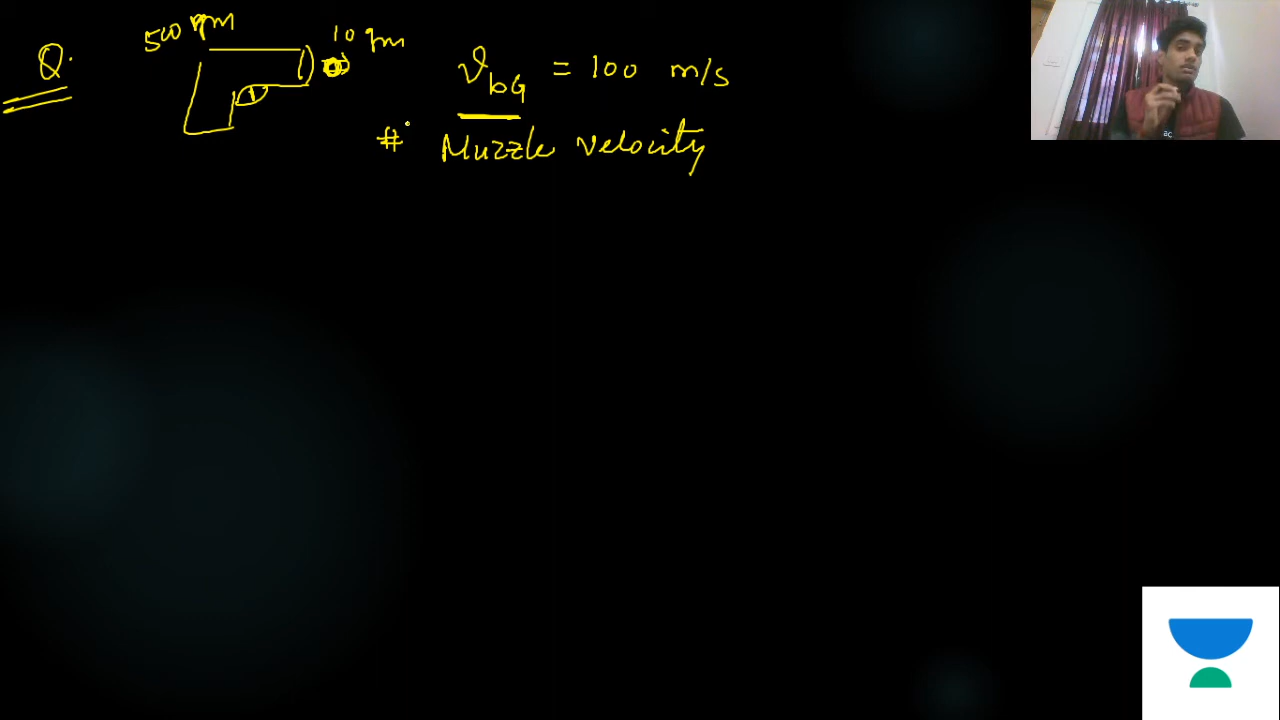 Q.
500 gm
10 gm
v_bG = 100 m/s
# Muzzle velocity